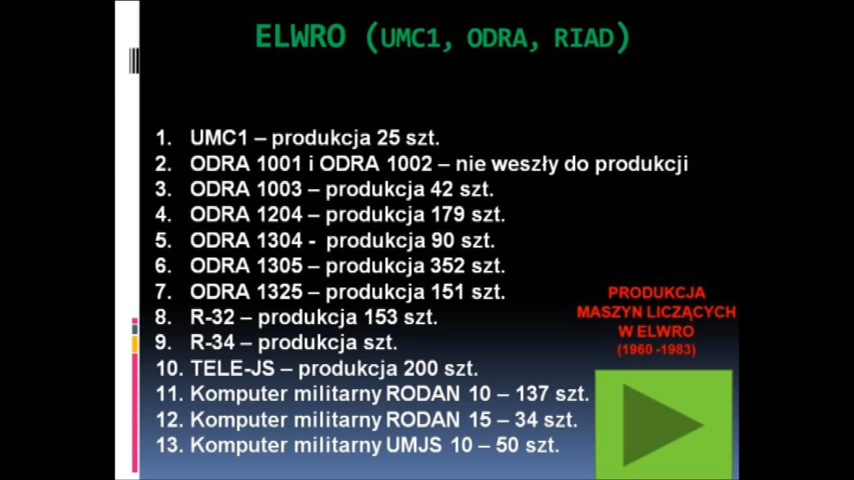 ELWRO (UMC1, ODRA, RIAD)
1. UMC1 – produkcja 25 szt.
2. ODRA 1001 i ODRA 1002 – nie weszły do produkcji
3. ODRA 1003 – produkcja 42 szt.
4. ODRA 1204 – produkcja 179 szt.
5. ODRA 1304 - produkcja 90 szt.
6. ODRA 1305 – produkcja 352 szt.
7. ODRA 1325 – produkcja 151 szt.
8. R-32 – produkcja 153 szt.
9. R-34 – produkcja szt.
10. TELE-JS – produkcja 200 szt.
11. Komputer militarny RODAN 10 – 137 szt.
12. Komputer militarny RODAN 15 – 34 szt.
13. Komputer militarny UMJS 10 – 50 szt.
PRODUKCJA
MASZYN LICZĄCYCH
W ELWRO
(1960 -1983)